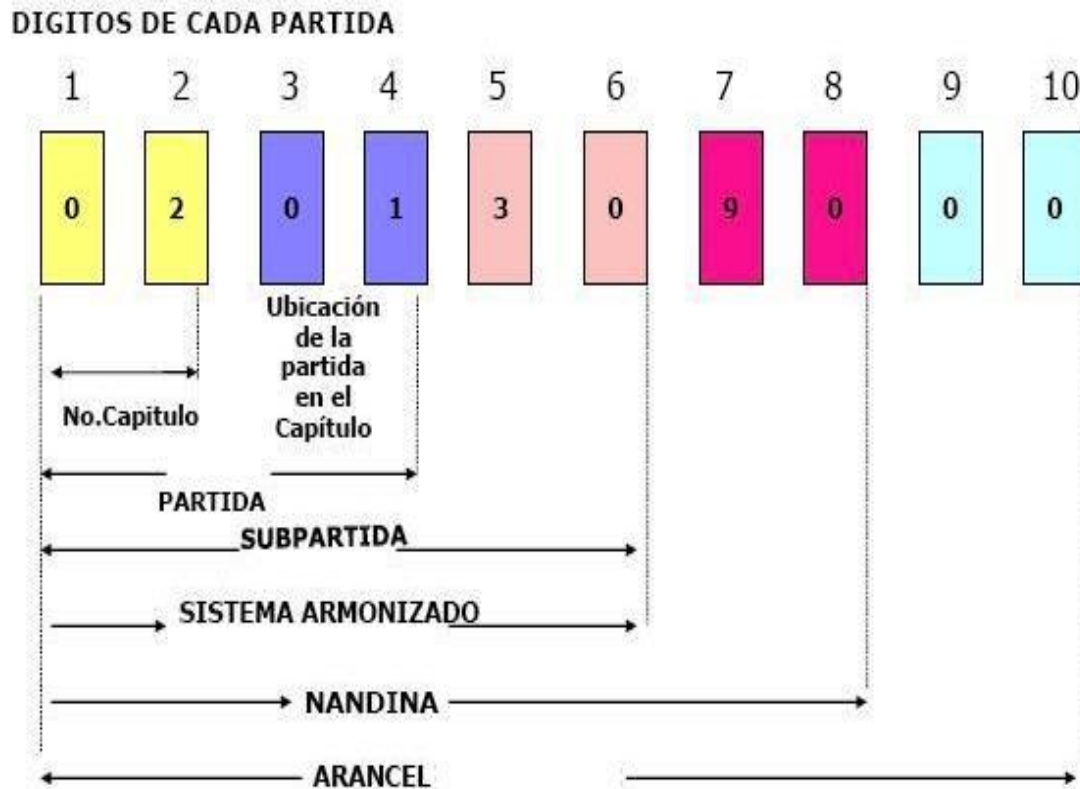 DIGITOS DE CADA PARTIDA
1 2 3 4 5 6 7 8 9 10
0 2 0 1 3 0 9 0 0 0
Ubicación
de la
partida
en el
Capítulo
No.Capitulo
PARTIDA
SUBPARTIDA
SISTEMA ARMONIZADO
NANDINA
ARANCEL